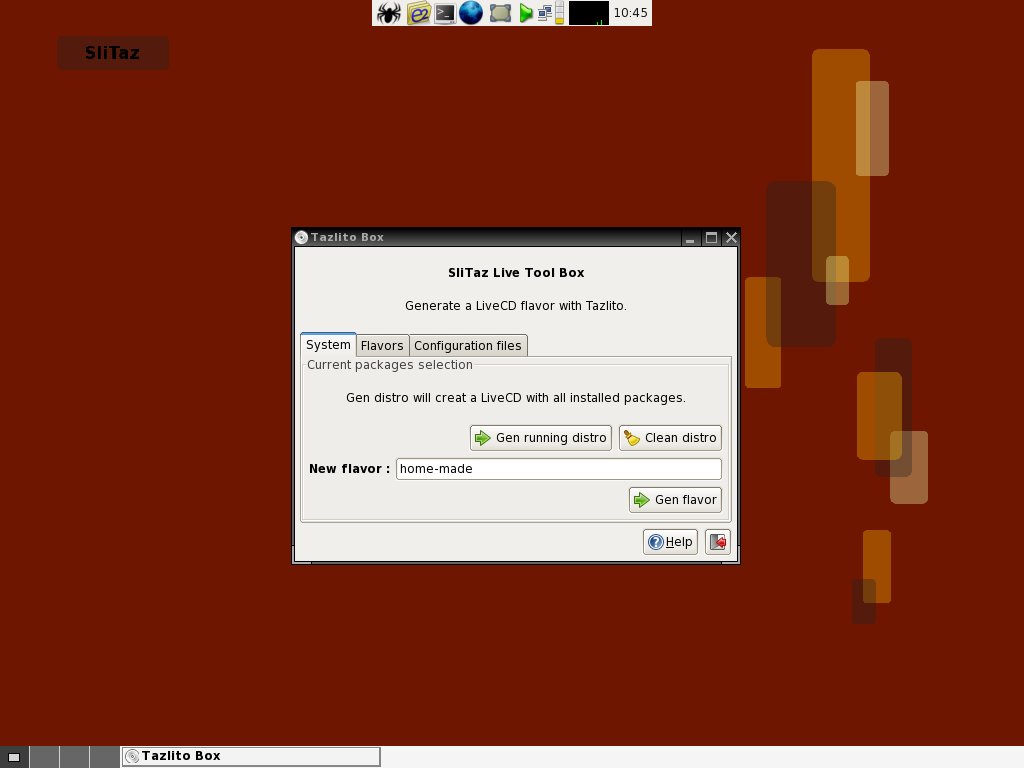 10:45
SliTaz
Tazlito Box
SliTaz Live Tool Box
Generate a LiveCD flavor with Tazlito.
System Flavors Configuration files
Current packages selection
Gen distro will creat a LiveCD with all installed packages.
Gen running distro Clean distro
New flavor : home-made
Gen flavor
Help
Tazlito Box